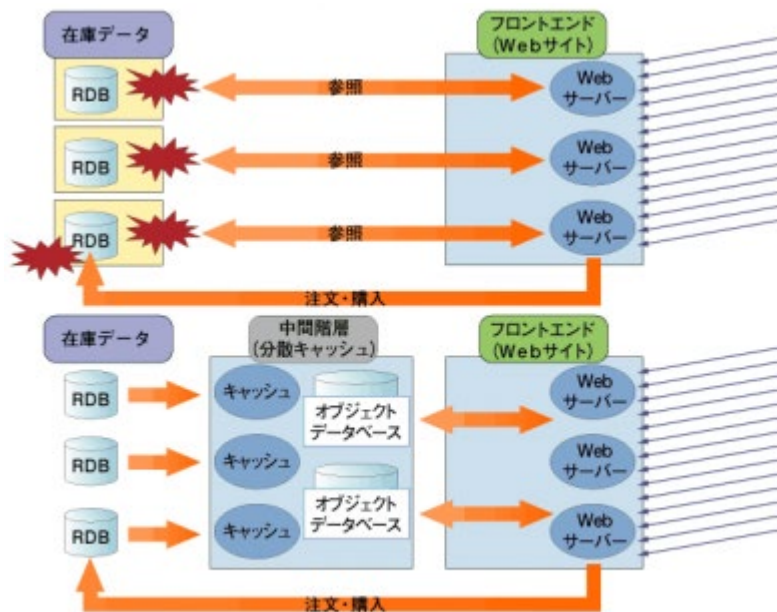 在庫データ
フロントエンド
(Webサイト)
RDB
参照
Web
サーバー
RDB
参照
Web
サーバー
RDB
参照
Web
サーバー
注文・購入
在庫データ
中間階層
(分散キャッシュ)
フロントエンド
(Webサイト)
RDB
キャッシュ
オブジェクト
データベース
Web
サーバー
RDB
キャッシュ
Web
サーバー
オブジェクト
データベース
RDB
キャッシュ
Web
サーバー
注文・購入